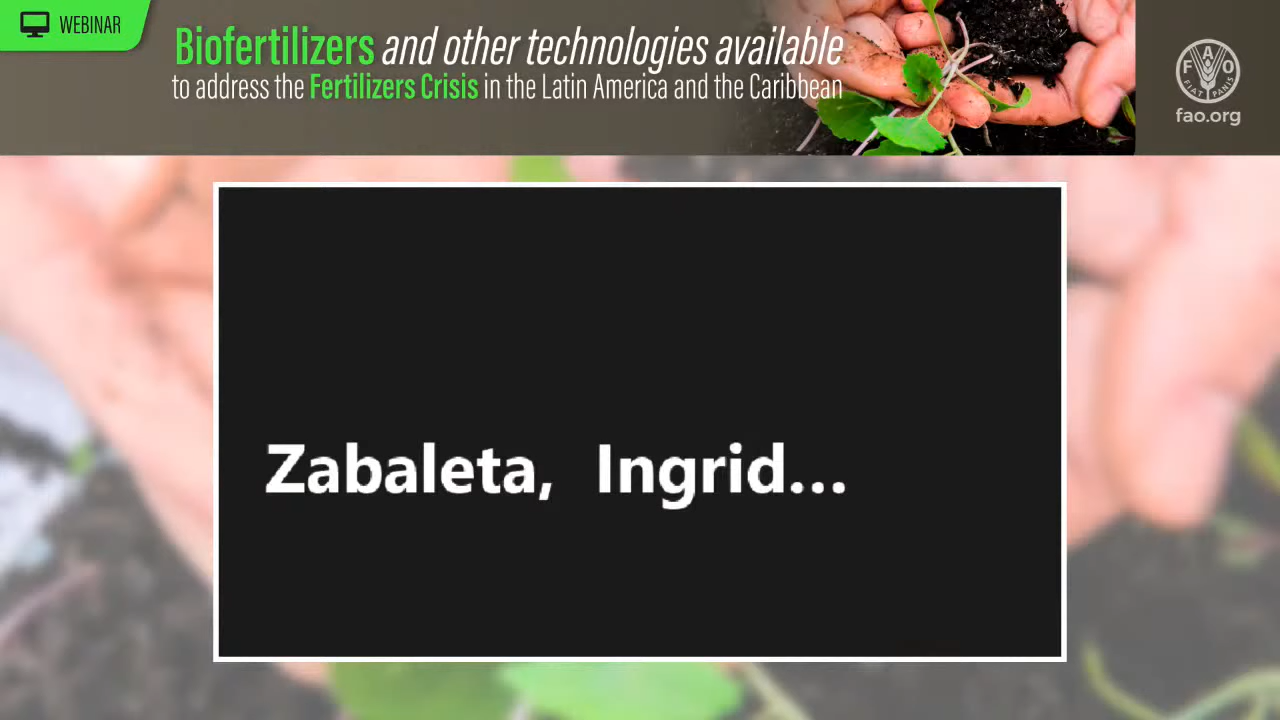 WEBINAR
Biofertilizers and other technologies available
to address the Fertilizers Crisis in the Latin America and the Caribbean
F A O
FIAT PANIS
fao.org
Zabaleta, Ingrid...